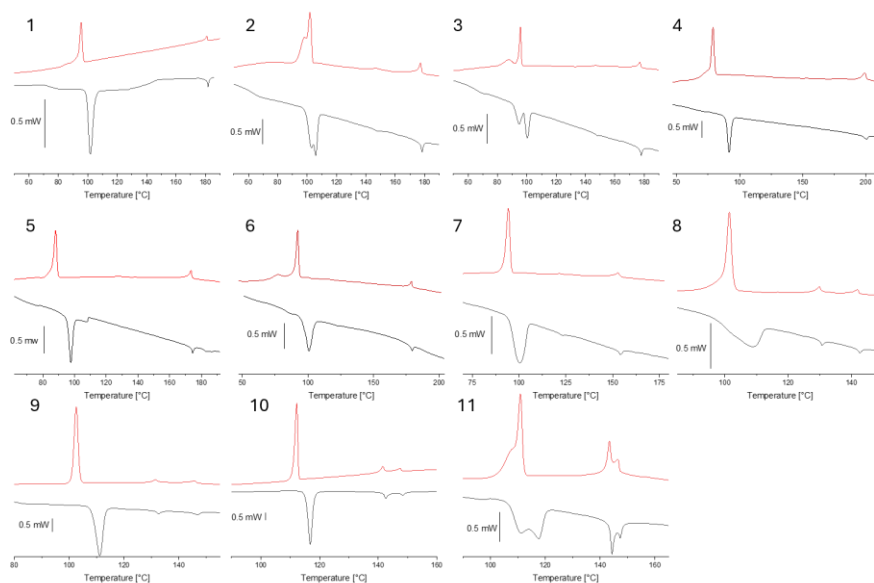 1
0.5 mW
60 80 100 120 140 160 180
Temperature [°C]
2
0.5 mW
60 80 100 120 140 160 180
Temperature [°C]
3
0.5 mW
60 80 100 120 140 160 180
Temperature [°C]
4
0.5 mW
50 100 150 200
Temperature [°C]
5
0.5 mw
60 80 100 120 140 160 180
Temperature [°C]
6
0.5 mW
50 100 150 200
Temperature [°C]
7
0.5 mW
75 100 125 150 175
Temperature [°C]
8
0.5 mW
100 120 140
Temperature [°C]
9
0.5 mW
80 100 120 140
Temperature [°C]
10
0.5 mW
80 100 120 140 160
Temperature [°C]
11
0.5 mW
100 120 140 160
Temperature [°C]